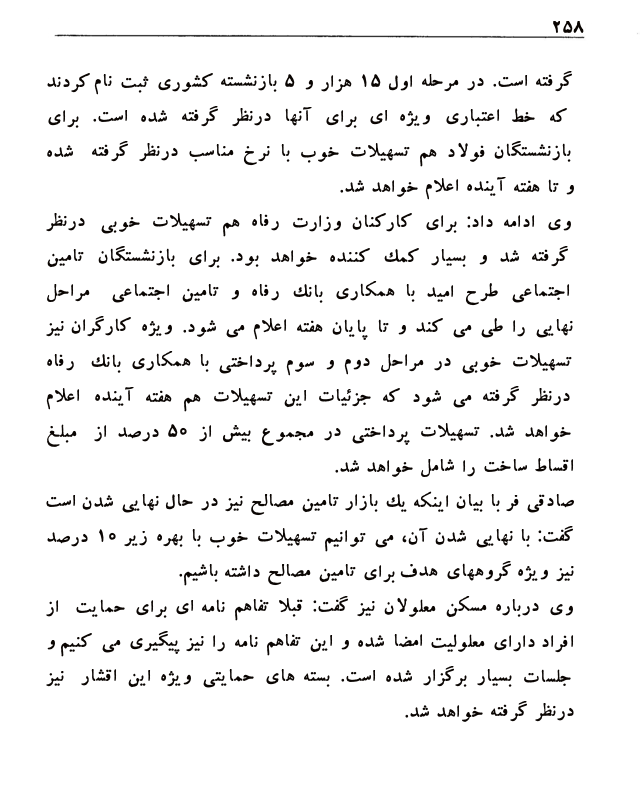 ۲۵۸
گرفته است. در مرحله اول ۱۵ هزار و ۵ بازنشسته کشوری ثبت نام کردند
که خط اعتباری ویژه ای برای آنها درنظر گرفته شده است. برای
بازنشستگان فولاد هم تسهیلات خوب با نرخ مناسب درنظر گرفته شده
و تا هفته آینده اعلام خواهد شد.
وی ادامه داد: برای کارکنان وزارت رفاه هم تسهیلات خوبی درنظر
گرفته شد و بسیار کمك کننده خواهد بود. برای بازنشستگان تامین
اجتماعی طرح امید با همکاری بانك رفاه و تامین اجتماعی مراحل
نهایی را طی می کند و تا پایان هفته اعلام می شود. ویژه کارگران نیز
تسهیلات خوبی در مراحل دوم و سوم پرداختی با همکاری بانك رفاه
درنظر گرفته می شود که جزئیات این تسهیلات هم هفته آینده اعلام
خواهد شد. تسهیلات پرداختی در مجموع بیش از ۵۰ درصد از مبلغ
اقساط ساخت را شامل خواهد شد.
صادقی فر با بیان اینکه یك بازار تامین مصالح نیز در حال نهایی شدن است
گفت: با نهایی شدن آن، می توانیم تسهیلات خوب با بهره زیر ۱۰ درصد
نیز ویژه گروههای هدف برای تامین مصالح داشته باشیم.
وی درباره مسکن معلولان نیز گفت: قبلا تفاهم نامه ای برای حمایت از
افراد دارای معلولیت امضا شده و این تفاهم نامه را نیز پیگیری می کنیم و
جلسات بسیار برگزار شده است. بسته های حمایتی ویژه این اقشار نیز
درنظر گرفته خواهد شد.